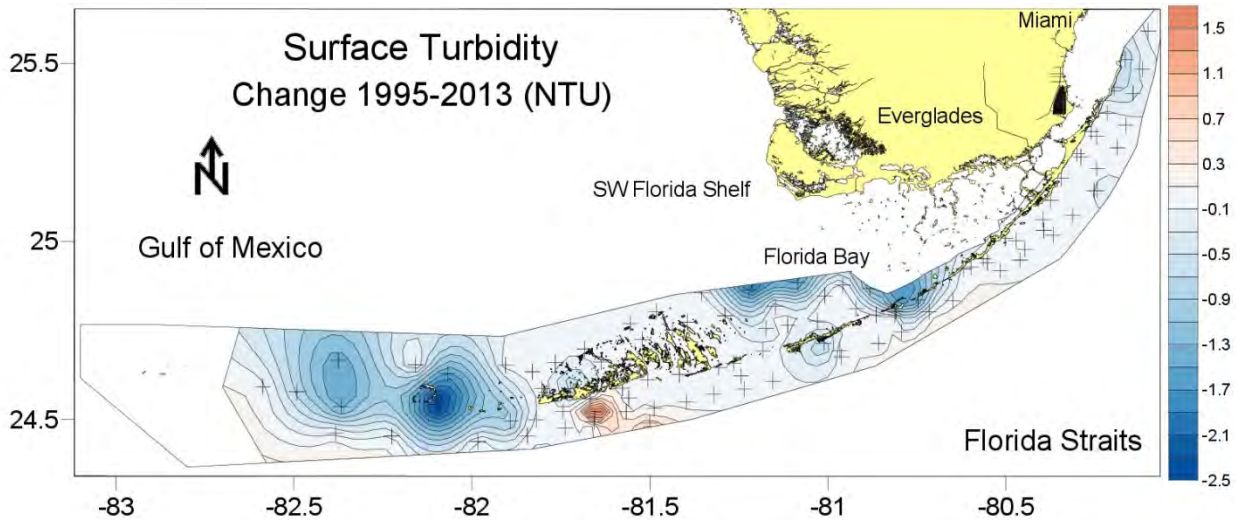 Surface Turbidity
Change 1995-2013 (NTU)
N
Miami
Everglades
SW Florida Shelf
Gulf of Mexico
Florida Bay
Florida Straits
25.5
25
24.5
-83
-82.5
-82
-81.5
-81
-80.5
1.5
1.1
0.7
0.3
-0.1
-0.5
-0.9
-1.3
-1.7
-2.1
-2.5